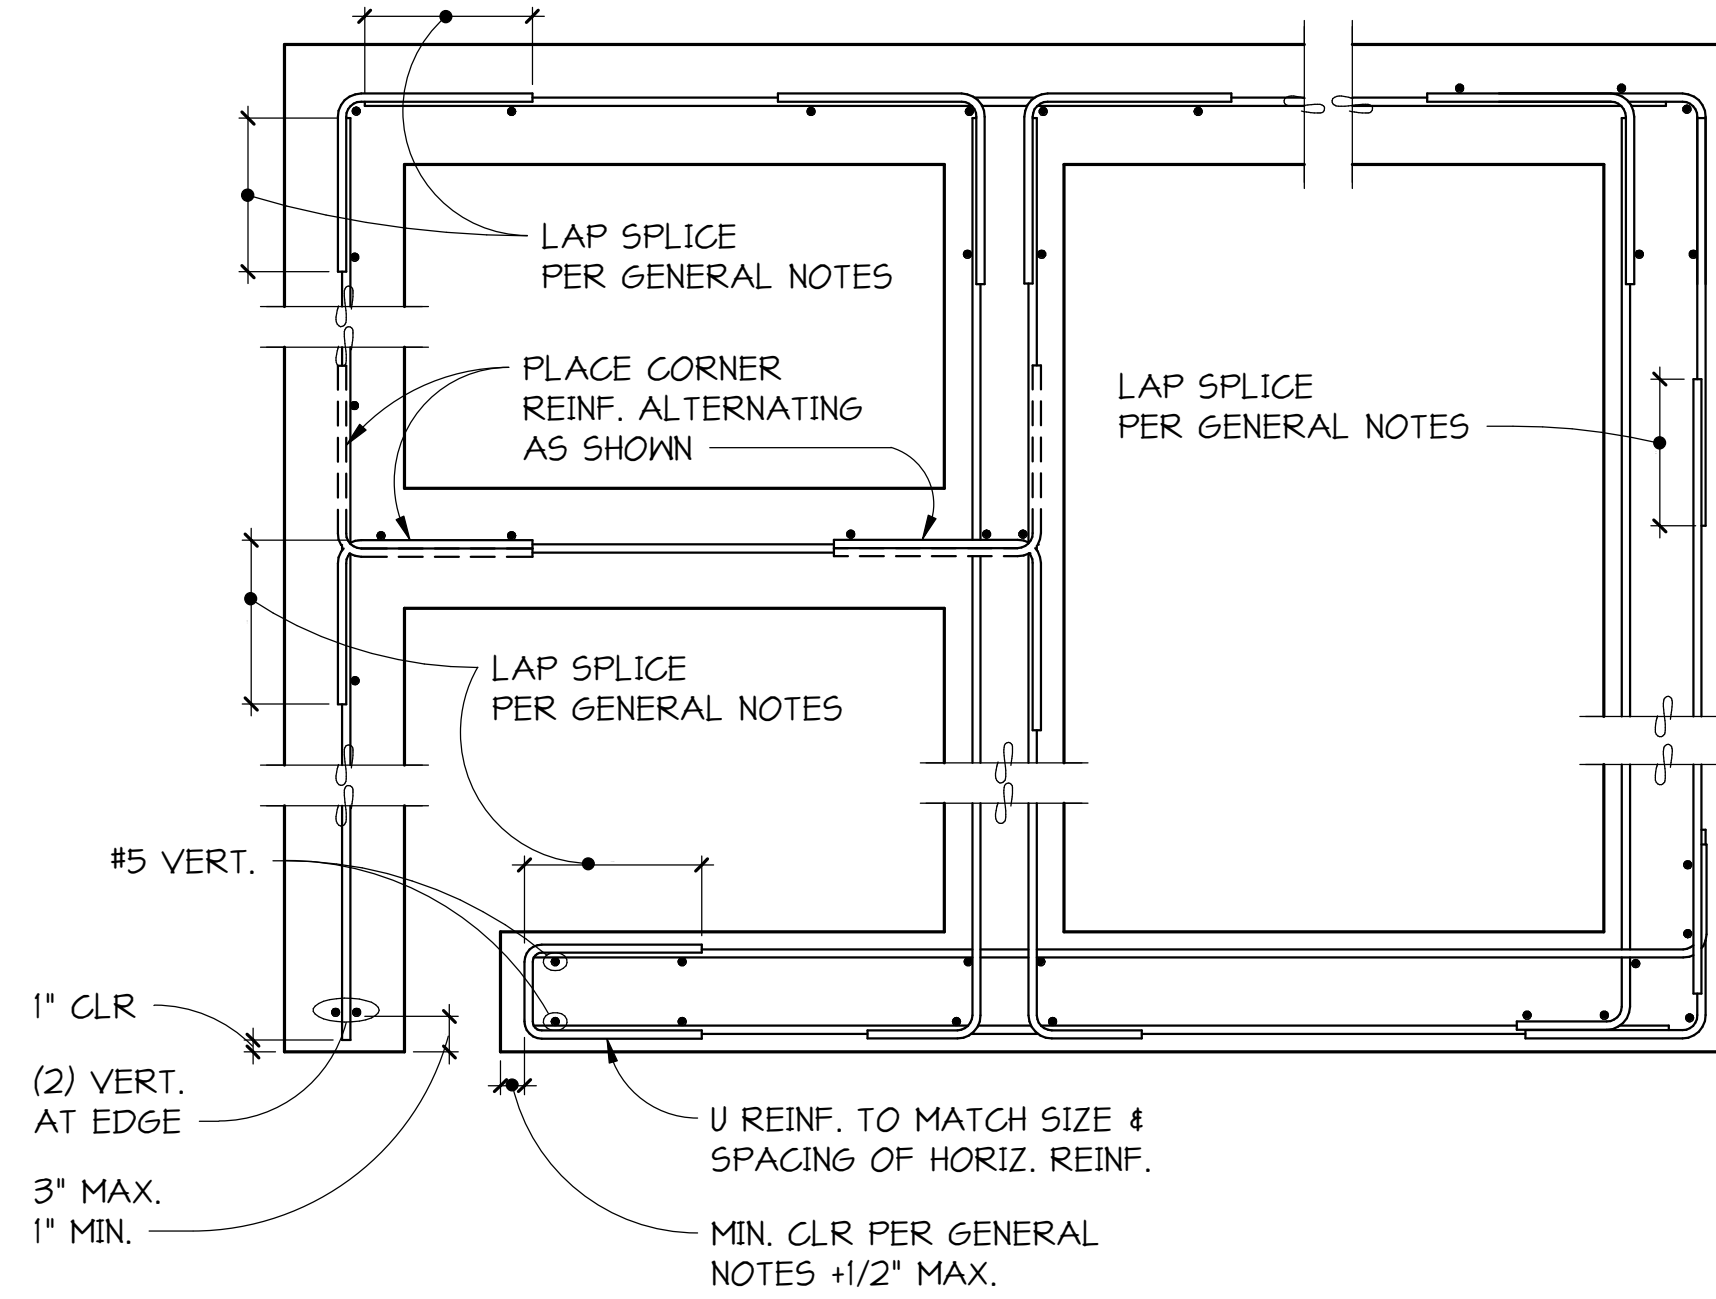 LAP SPLICE
PER GENERAL NOTES
PLACE CORNER
REINF. ALTERNATING
AS SHOWN
LAP SPLICE
PER GENERAL NOTES
LAP SPLICE
PER GENERAL NOTES
#5 VERT.
1" CLR
(2) VERT.
AT EDGE
3" MAX.
1" MIN.
U REINF. TO MATCH SIZE &
SPACING OF HORIZ. REINF.
MIN. CLR PER GENERAL
NOTES +1/2" MAX.